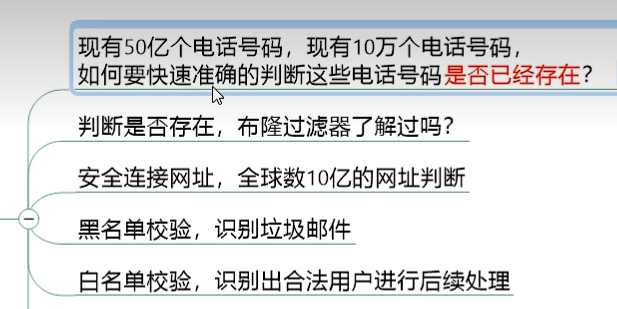 现有50亿个电话号码，现有10万个电话号码，
如何要快速准确的判断这些电话号码是否已经存在？
判断是否存在，布隆过滤器了解过吗？
安全连接网址，全球数10亿的网址判断
黑名单校验，识别垃圾邮件
白名单校验，识别出合法用户进行后续处理